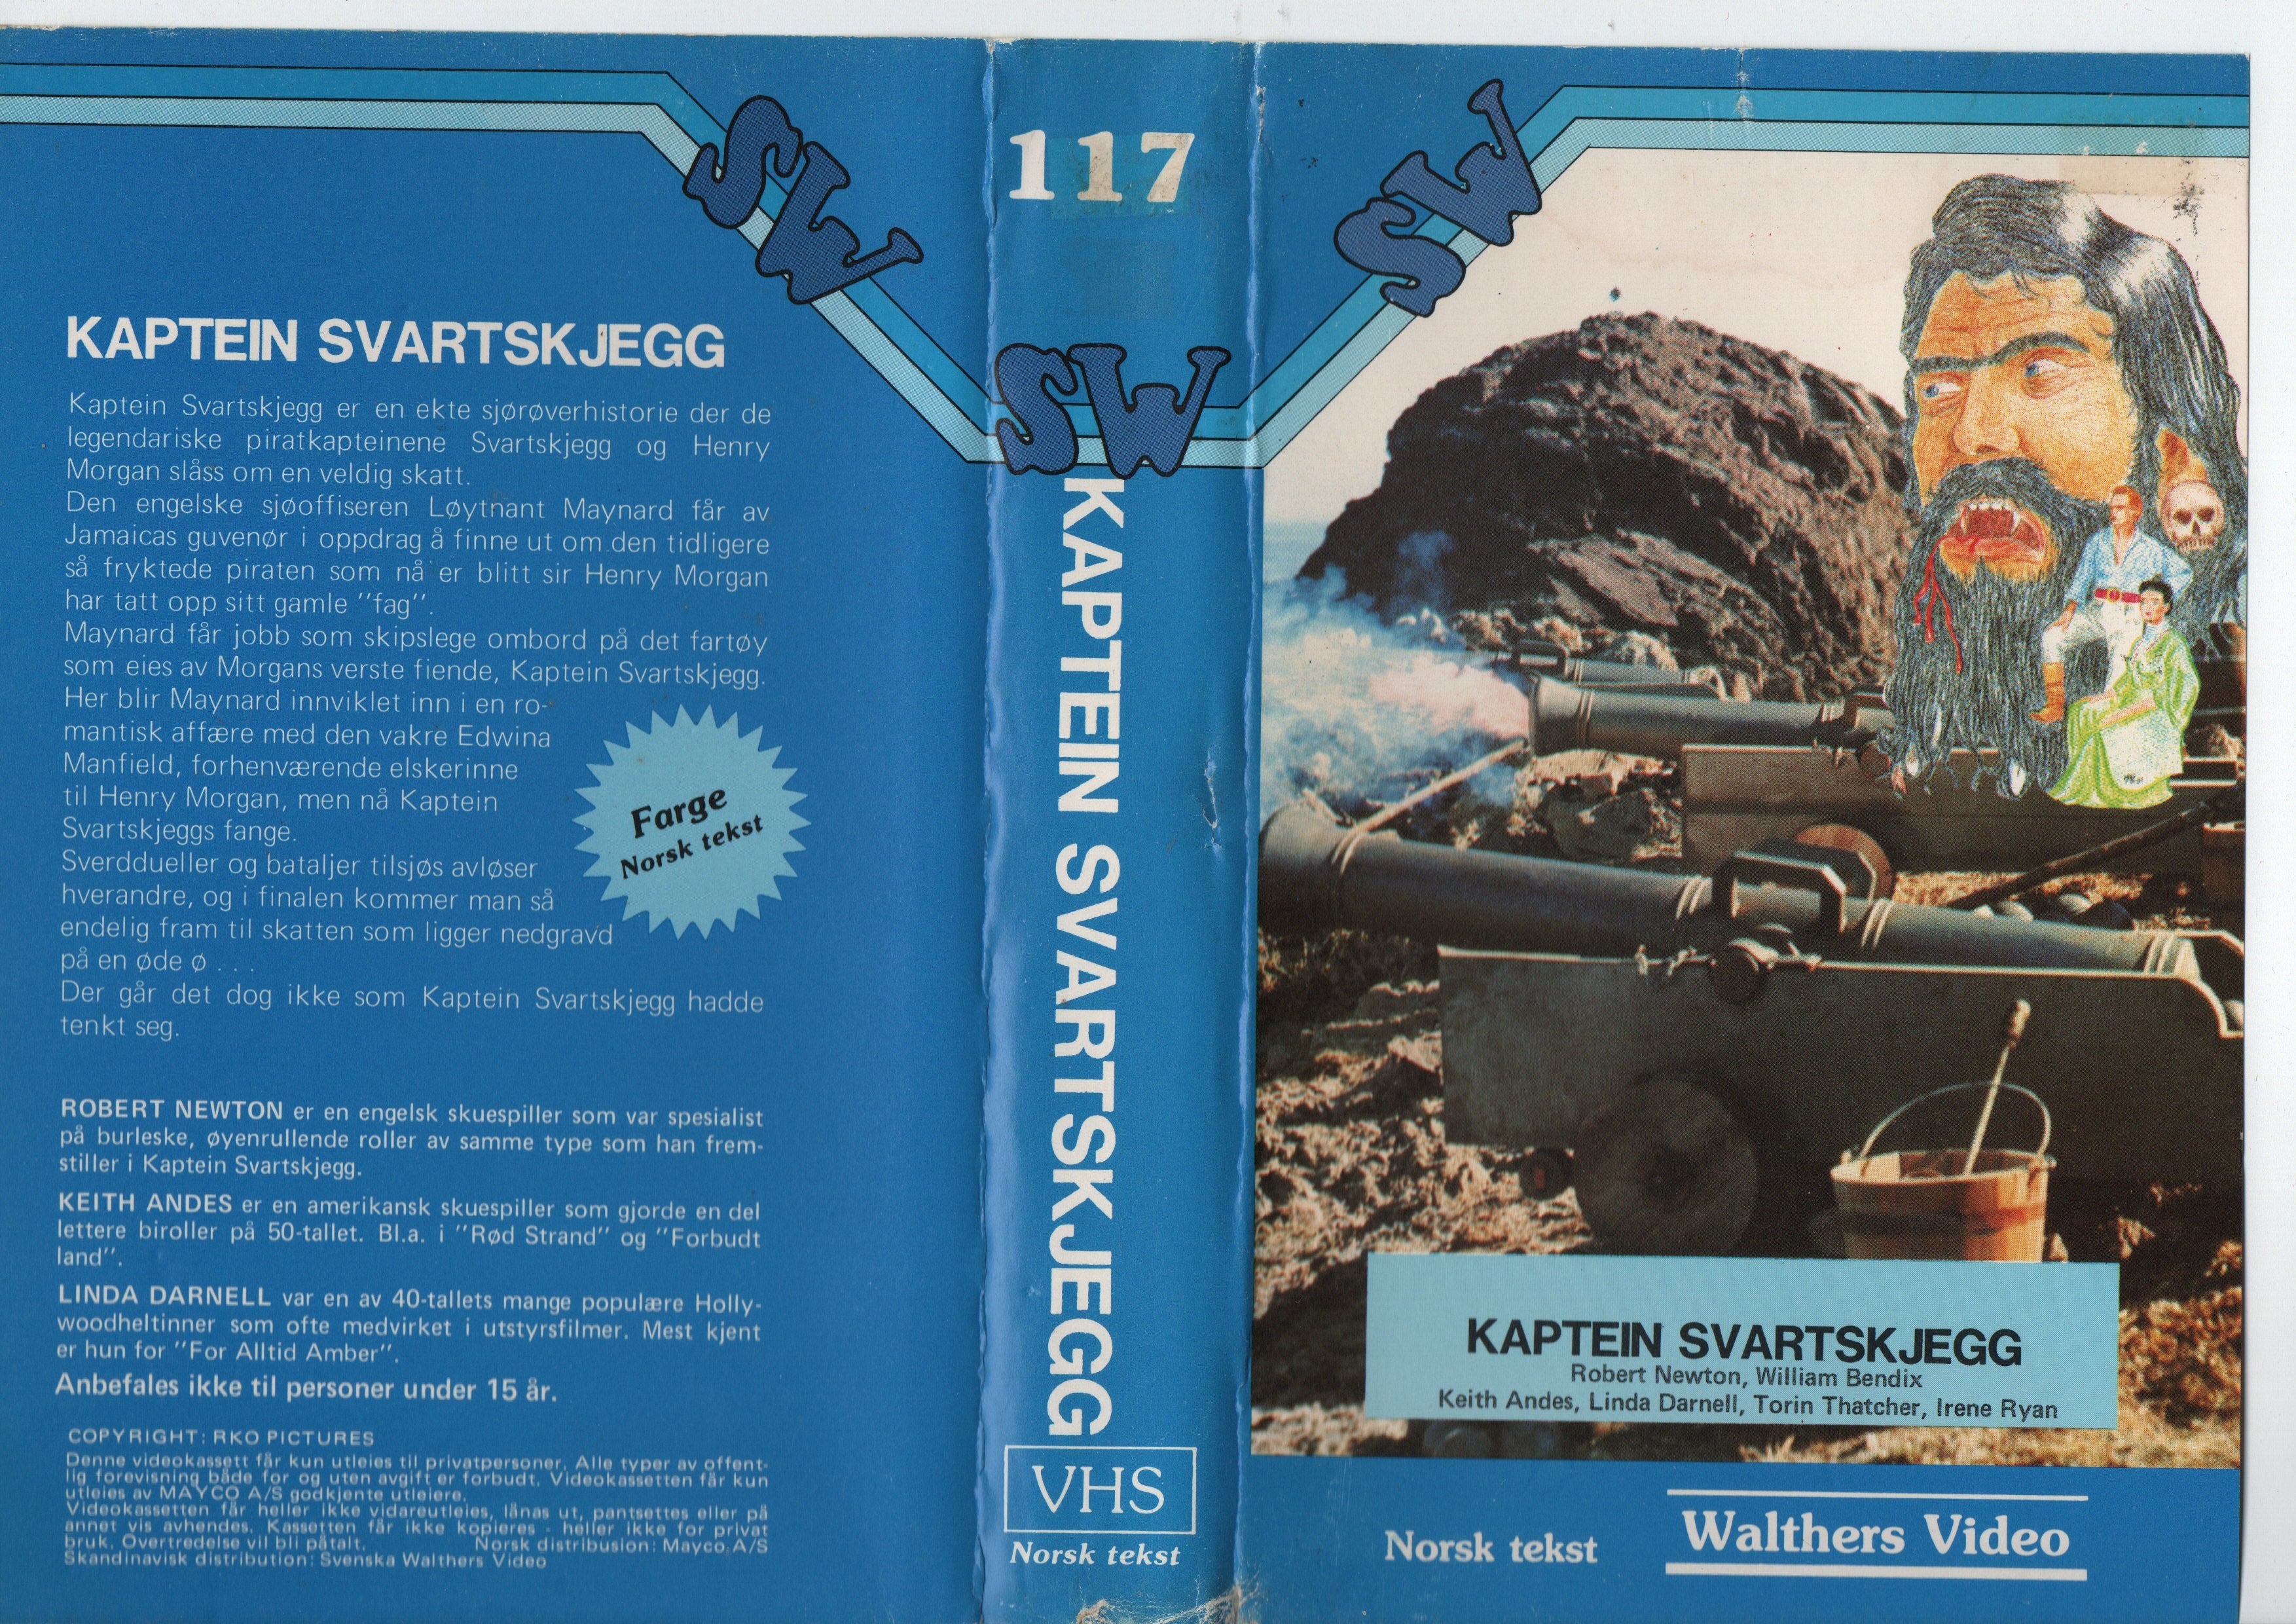 SW
KAPTEIN SVARTSKJEGG
Kaptein Svartskjegg er en ekte sjørøverhistorie der de
legendariske piratkapteinene Svartskjegg og Henry
Morgan slåss om en veldig skatt.
Den engelske sjøoffiseren Løytnant Maynard får av
Jamaicas guvenør i oppdrag å finne ut om den tidligere
så fryktede piraten som nå er blitt sir Henry Morgan
har tatt opp sitt gamle "fag".
Maynard får jobb som skipslege ombord på det fartøy
som eies av Morgans verste fiende, Kaptein Svartskjegg.
Her blir Maynard innviklet inn i en ro-
mantisk affære med den vakre Edwina
Manfield, forhenværende elskerinne
til Henry Morgan, men nå Kaptein
Svartskjeggs fange.
Sverddueller og bataljer tilsjøs avløser
hverandre, og i finalen kommer man så
endelig fram til skatten som ligger nedgravd
på en øde ø . . .
Der går det dog ikke som Kaptein Svartskjegg hadde
tenkt seg.
Farge
Norsk tekst
ROBERT NEWTON er en engelsk skuespiller som var spesialist
på burleske, øyenrullende roller av samme type som han frem-
stiller i Kaptein Svartskjegg.
KEITH ANDES er en amerikansk skuespiller som gjorde en del
lettere biroller på 50-tallet. Bl.a. i "Rød Strand" og "Forbudt
land".
LINDA DARNELL var en av 40-tallets mange populære Holly-
woodheltinner som ofte medvirket i utstyrsfilmer. Mest kjent
er hun for "For Alltid Amber".
Anbefales ikke til personer under 15 år.
COPYRIGHT: RKO PICTURES
Denne videokassett får kun utleies til privatpersoner. Alle typer av offent-
lig forevisning både for og uten avgift er forbudt. Videokassetten får kun
utleies av MAYCO A/S godkjente utleiere.
Videokassetten får heller ikke vidareutleies, lånas ut, pantsettes eller på
annet vis avhendes. Kassetten får ikke kopieres - heller ikke for privat
bruk. Overtredelse vil bli påtalt. Norsk distribusion: Mayco A/S
Skandinavisk distribution: Svenska Walthers Video
117
SW
KAPTEIN SVARTSKJEGG
VHS
Norsk tekst
SW
KAPTEIN SVARTSKJEGG
Robert Newton, William Bendix
Keith Andes, Linda Darnell, Torin Thatcher, Irene Ryan
Norsk tekst
Walthers Video